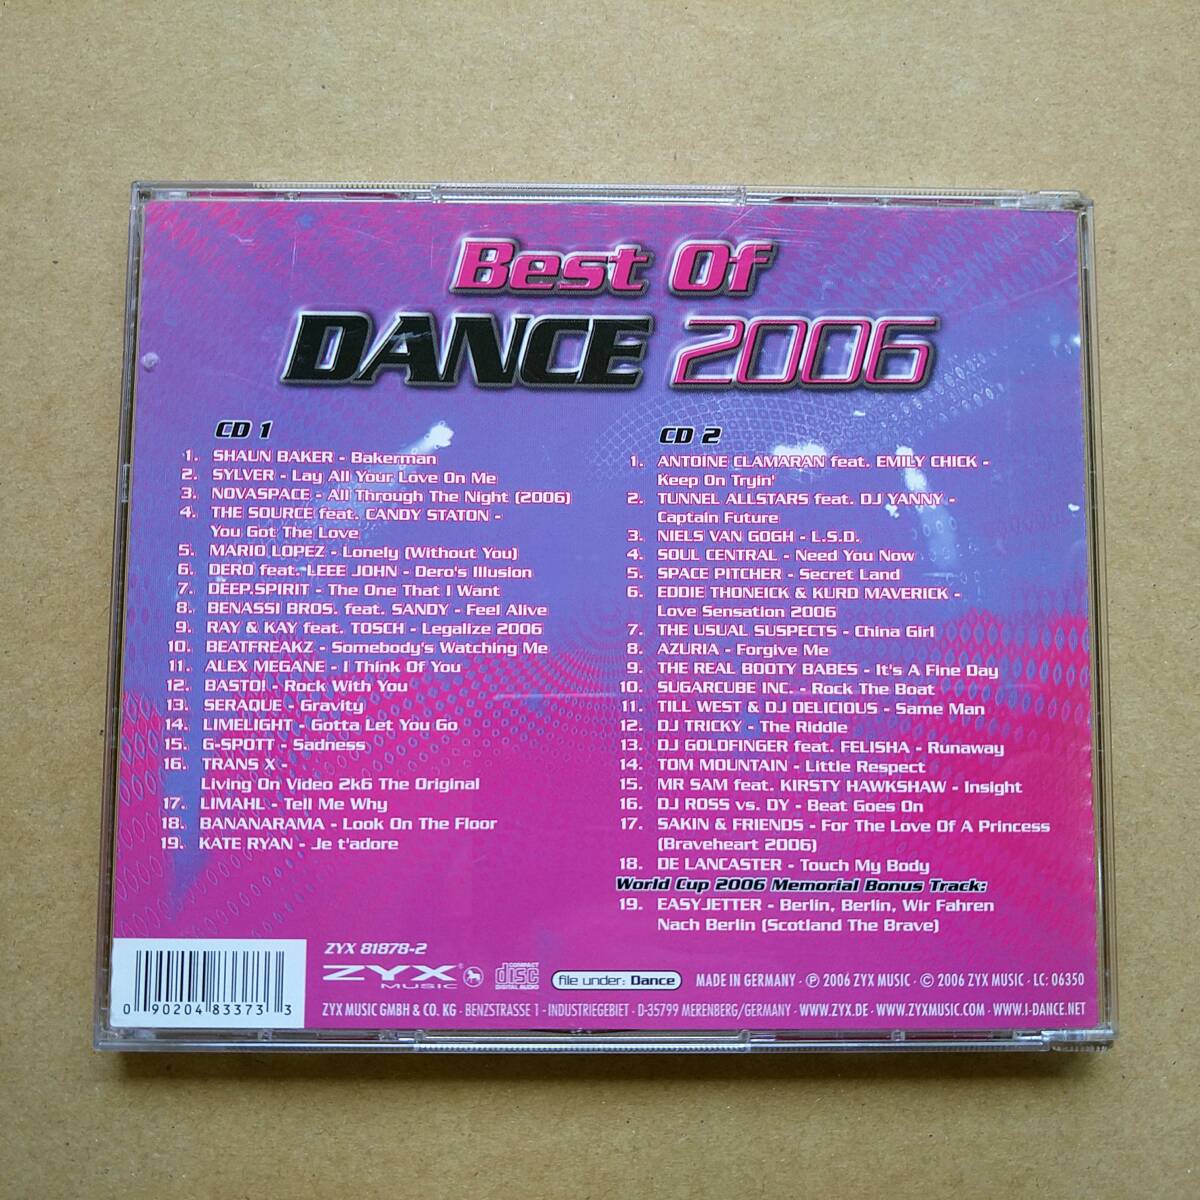 Best Of
DANCE 2006
CD 1
1. SHAUN BAKER - Bakerman
2. SYLVER - Lay All Your Love On Me
3. NOVASPACE - All Through The Night (2006)
4. THE SOURCE feat. CANDY STATON -
You Got The Love
5. MARIO LOPEZ - Lonely (Without You)
6. DERO feat. LEEE JOHN - Dero's Illusion
7. DEEP.SPIRIT - The One That I Want
8. BENASSI BROS. feat. SANDY - Feel Alive
9. RAY & KAY feat. TOSCH - Legalize 2006
10. BEATFREAKZ - Somebody's Watching Me
11. ALEX MEGANE - I Think Of You
12. BASTO! - Rock With You
13. SERAQUE - Gravity
14. LIMELIGHT - Gotta Let You Go
15. G-SPOTT - Sadness
16. TRANS X -
Living On Video 2k6 The Original
17. LIMAHL - Tell Me Why
18. BANANARAMA - Look On The Floor
19. KATE RYAN - Je t'adore
CD 2
1. ANTOINE CLAMARAN feat. EMILY CHICK -
Keep On Tryin'
2. TUNNEL ALLSTARS feat. DJ YANNY -
Captain Future
3. NIELS VAN GOGH - L.S.D.
4. SOUL CENTRAL - Need You Now
5. SPACE PITCHER - Secret Land
6. EDDIE THONEICK & KURD MAVERICK -
Love Sensation 2006
7. THE USUAL SUSPECTS - China Girl
8. AZURIA - Forgive Me
9. THE REAL BOOTY BABES - It's A Fine Day
10. SUGARCUBE INC. - Rock The Boat
11. TILL WEST & DJ DELICIOUS - Same Man
12. DJ TRICKY - The Riddle
13. DJ GOLDFINGER feat. FELISHA - Runaway
14. TOM MOUNTAIN - Little Respect
15. MR SAM feat. KIRSTY HAWKSHAW - Insight
16. DJ ROSS vs. DY - Beat Goes On
17. SAKIN & FRIENDS - For The Love Of A Princess
(Braveheart 2006)
18. DE LANCASTER - Touch My Body
World Cup 2006 Memorial Bonus Track:
19. EASYJETTER - Berlin, Berlin, Wir Fahren
Nach Berlin (Scotland The Brave)
0 90204 83373 3
ZYX 81878-2
ZYX MUSIC
COMPACT disc DIGITAL AUDIO
file under: Dance
MADE IN GERMANY · ℗ 2006 ZYX MUSIC · © 2006 ZYX MUSIC - LC: 06350
ZYX MUSIC GMBH & CO. KG · BENZSTRASSE 1 · INDUSTRIEGEBIET · D-35799 MERENBERG/GERMANY · WWW.ZYX.DE · WWW.ZYXMUSIC.COM · WWW.I-DANCE.NET